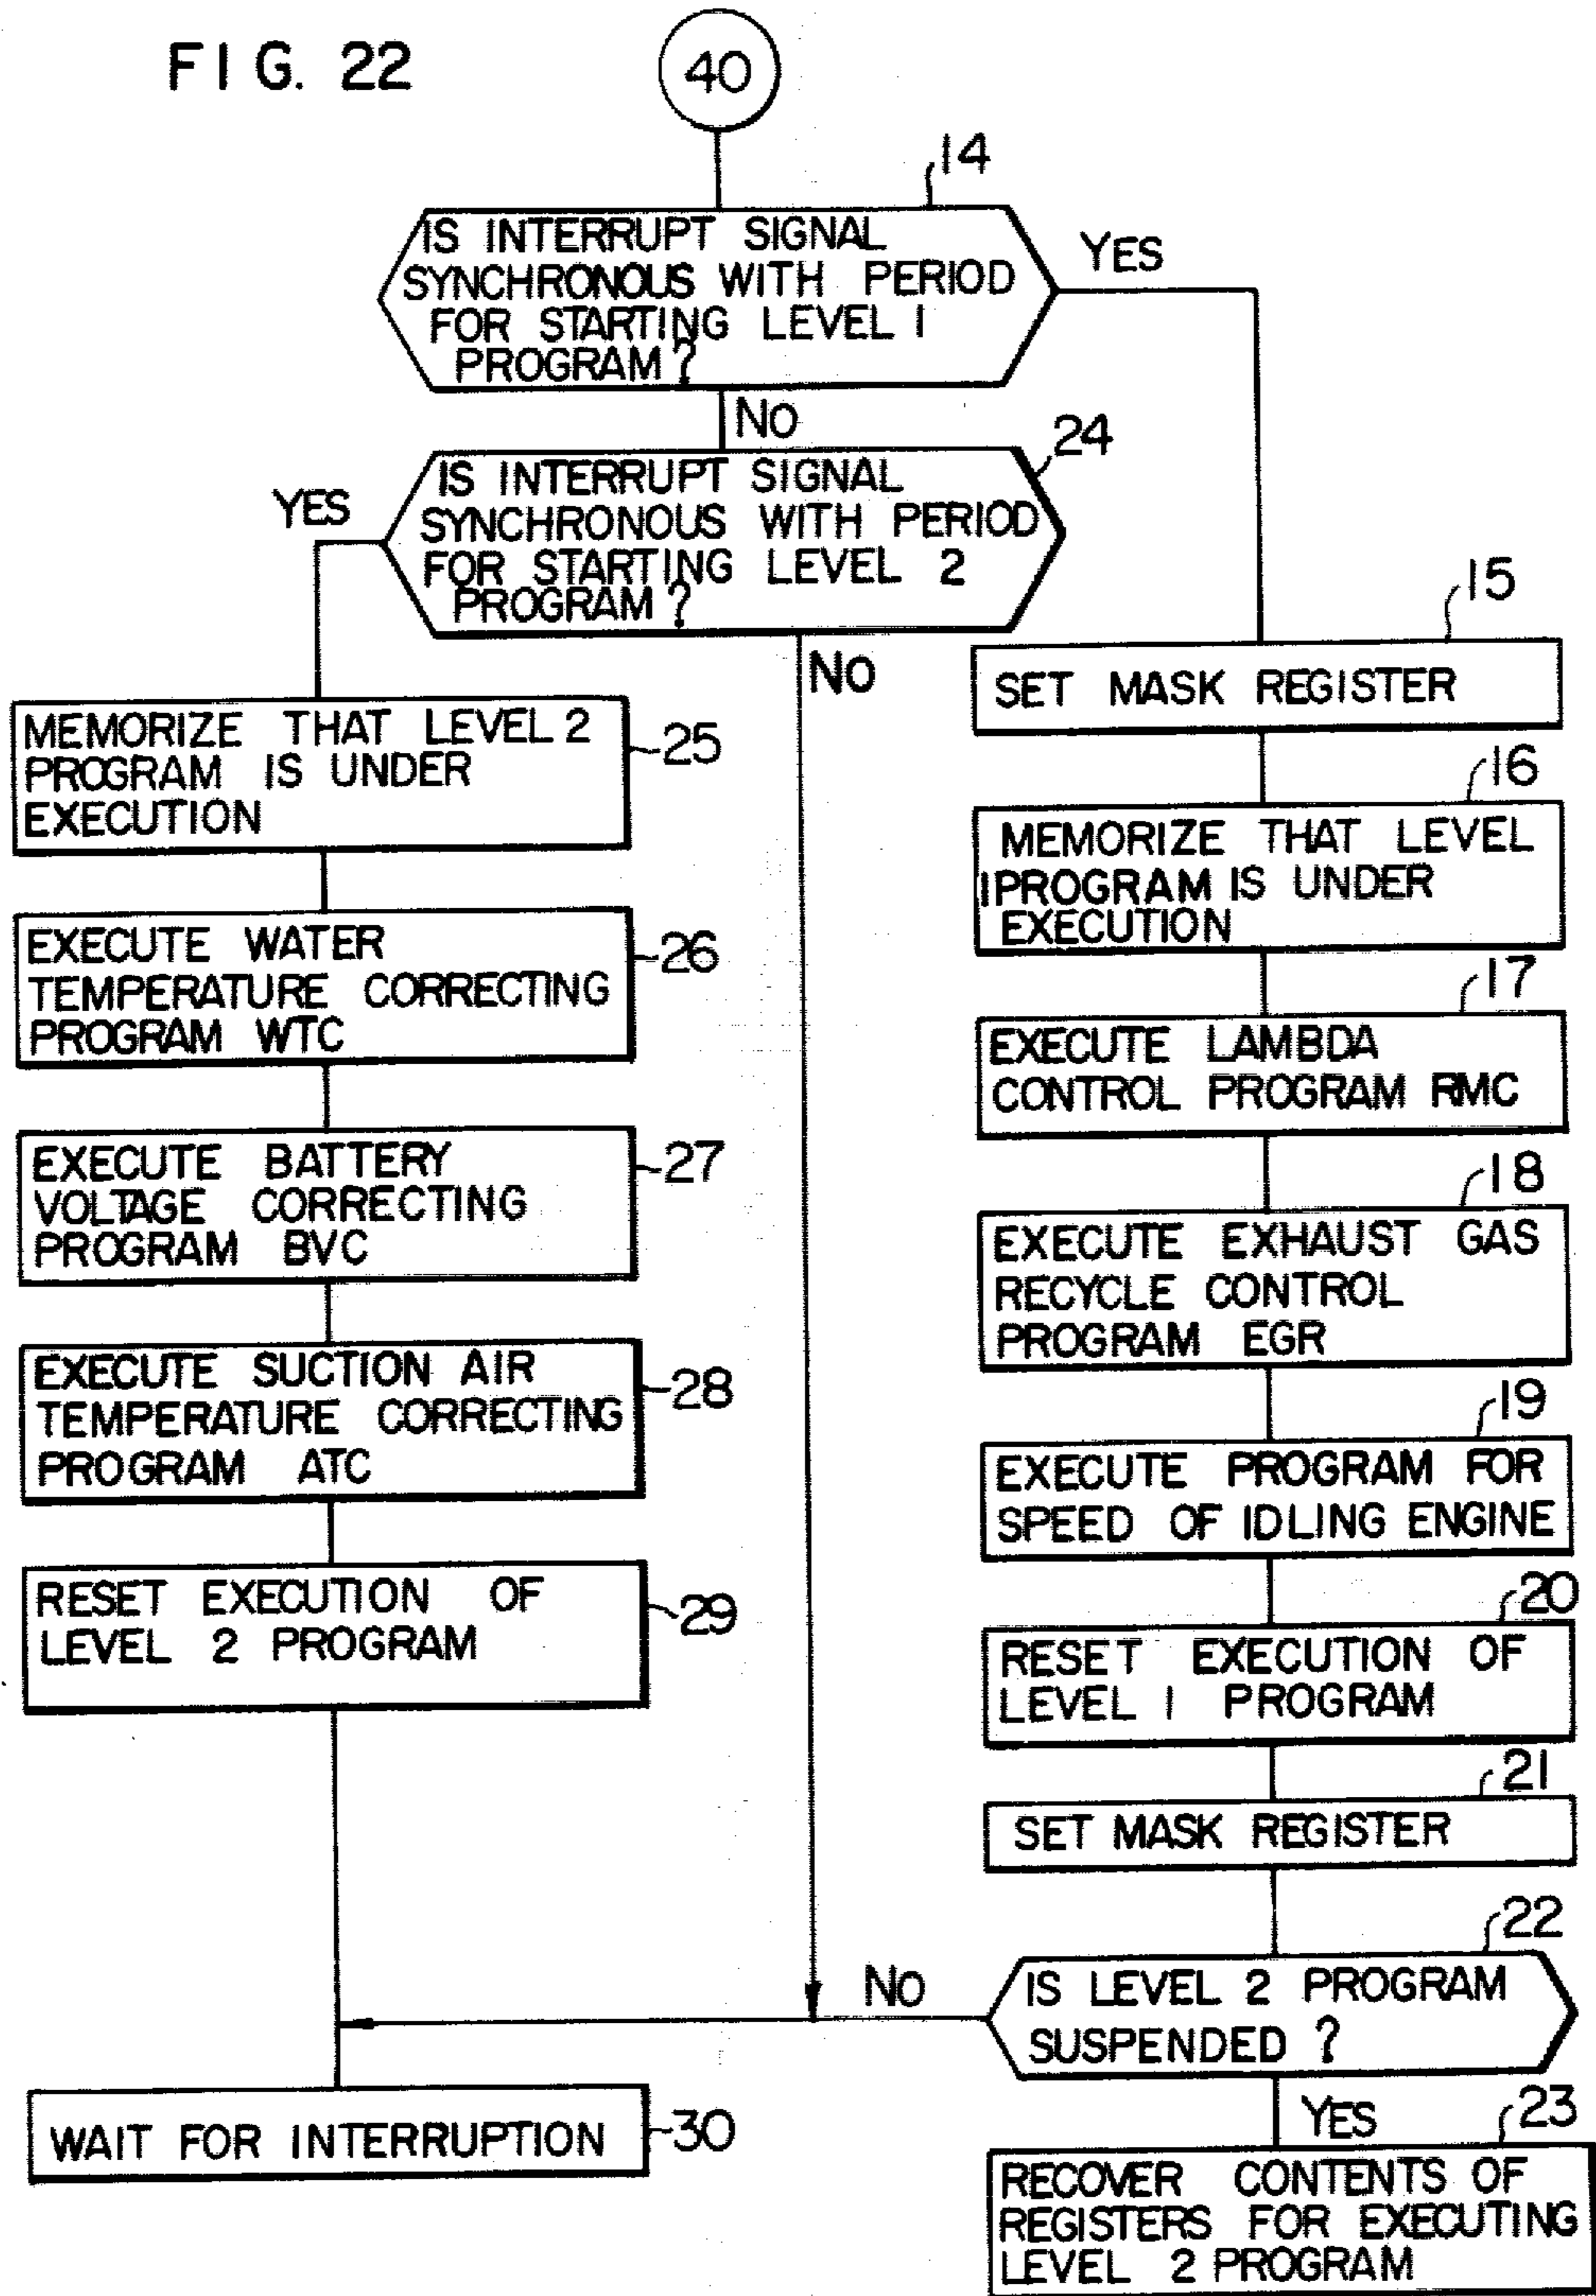 FIG. 22
40
14
IS INTERRUPT SIGNAL
SYNCHRONOUS WITH PERIOD
FOR STARTING LEVEL 1
PROGRAM?
YES
NO
24
IS INTERRUPT SIGNAL
SYNCHRONOUS WITH PERIOD
FOR STARTING LEVEL 2
PROGRAM?
YES
NO
MEMORIZE THAT LEVEL 2
PROGRAM IS UNDER
EXECUTION
25
EXECUTE WATER
TEMPERATURE CORRECTING
PROGRAM WTC
26
EXECUTE BATTERY
VOLTAGE CORRECTING
PROGRAM BVC
27
EXECUTE SUCTION AIR
TEMPERATURE CORRECTING
PROGRAM ATC
28
RESET EXECUTION OF
LEVEL 2 PROGRAM
29
WAIT FOR INTERRUPTION
30
15
SET MASK REGISTER
16
MEMORIZE THAT LEVEL
1 PROGRAM IS UNDER
EXECUTION
17
EXECUTE LAMBDA
CONTROL PROGRAM RMC
18
EXECUTE EXHAUST GAS
RECYCLE CONTROL
PROGRAM EGR
19
EXECUTE PROGRAM FOR
SPEED OF IDLING ENGINE
20
RESET EXECUTION OF
LEVEL 1 PROGRAM
21
SET MASK REGISTER
22
IS LEVEL 2 PROGRAM
SUSPENDED?
NO
YES
23
RECOVER CONTENTS OF
REGISTERS FOR EXECUTING
LEVEL 2 PROGRAM